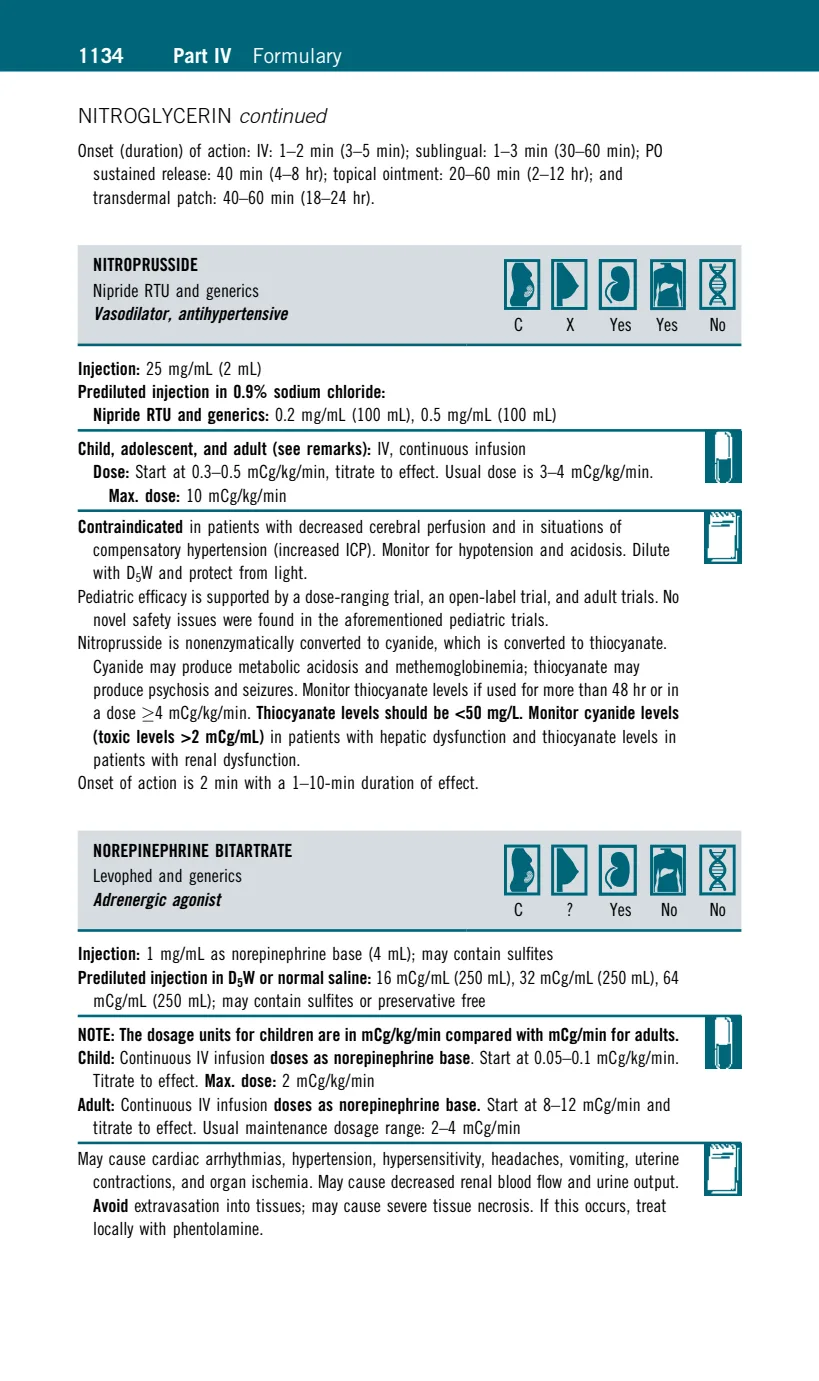 1134 Part IV Formulary
NITROGLYCERIN continued
Onset (duration) of action: IV: 1–2 min (3–5 min); sublingual: 1–3 min (30–60 min); PO
sustained release: 40 min (4–8 hr); topical ointment: 20–60 min (2–12 hr); and
transdermal patch: 40–60 min (18–24 hr).
NITROPRUSSIDE
Nipride RTU and generics
Vasodilator, antihypertensive
C X Yes Yes No
Injection: 25 mg/mL (2 mL)
Prediluted injection in 0.9% sodium chloride:
Nipride RTU and generics: 0.2 mg/mL (100 mL), 0.5 mg/mL (100 mL)
Child, adolescent, and adult (see remarks): IV, continuous infusion
Dose: Start at 0.3–0.5 mCg/kg/min, titrate to effect. Usual dose is 3–4 mCg/kg/min.
Max. dose: 10 mCg/kg/min
Contraindicated in patients with decreased cerebral perfusion and in situations of
compensatory hypertension (increased ICP). Monitor for hypotension and acidosis. Dilute
with D₅W and protect from light.
Pediatric efficacy is supported by a dose-ranging trial, an open-label trial, and adult trials. No
novel safety issues were found in the aforementioned pediatric trials.
Nitroprusside is nonenzymatically converted to cyanide, which is converted to thiocyanate.
Cyanide may produce metabolic acidosis and methemoglobinemia; thiocyanate may
produce psychosis and seizures. Monitor thiocyanate levels if used for more than 48 hr or in
a dose ≥4 mCg/kg/min. Thiocyanate levels should be <50 mg/L. Monitor cyanide levels
(toxic levels >2 mCg/mL) in patients with hepatic dysfunction and thiocyanate levels in
patients with renal dysfunction.
Onset of action is 2 min with a 1–10-min duration of effect.
NOREPINEPHRINE BITARTRATE
Levophed and generics
Adrenergic agonist
C ? Yes No No
Injection: 1 mg/mL as norepinephrine base (4 mL); may contain sulfites
Prediluted injection in D₅W or normal saline: 16 mCg/mL (250 mL), 32 mCg/mL (250 mL), 64
mCg/mL (250 mL); may contain sulfites or preservative free
NOTE: The dosage units for children are in mCg/kg/min compared with mCg/min for adults.
Child: Continuous IV infusion doses as norepinephrine base. Start at 0.05–0.1 mCg/kg/min.
Titrate to effect. Max. dose: 2 mCg/kg/min
Adult: Continuous IV infusion doses as norepinephrine base. Start at 8–12 mCg/min and
titrate to effect. Usual maintenance dosage range: 2–4 mCg/min
May cause cardiac arrhythmias, hypertension, hypersensitivity, headaches, vomiting, uterine
contractions, and organ ischemia. May cause decreased renal blood flow and urine output.
Avoid extravasation into tissues; may cause severe tissue necrosis. If this occurs, treat
locally with phentolamine.